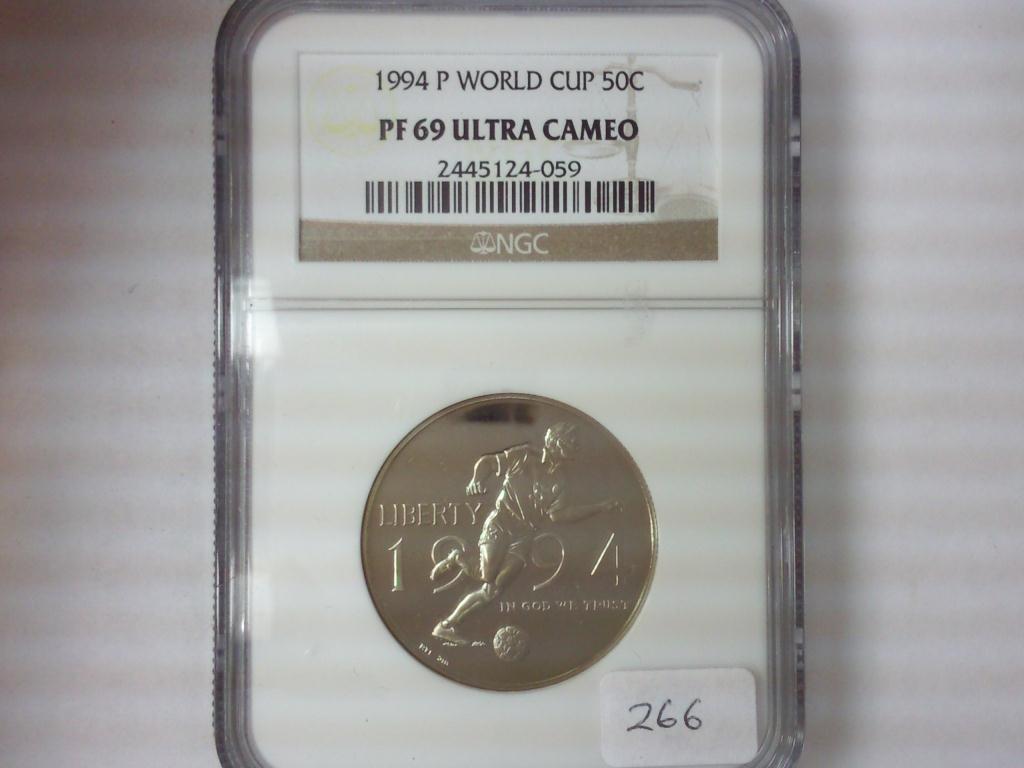 1994 P WORLD CUP 50C
PF 69 ULTRA CAMEO
2445124-059
NGC
LIBERTY
1994
IN GOD WE TRUST
266